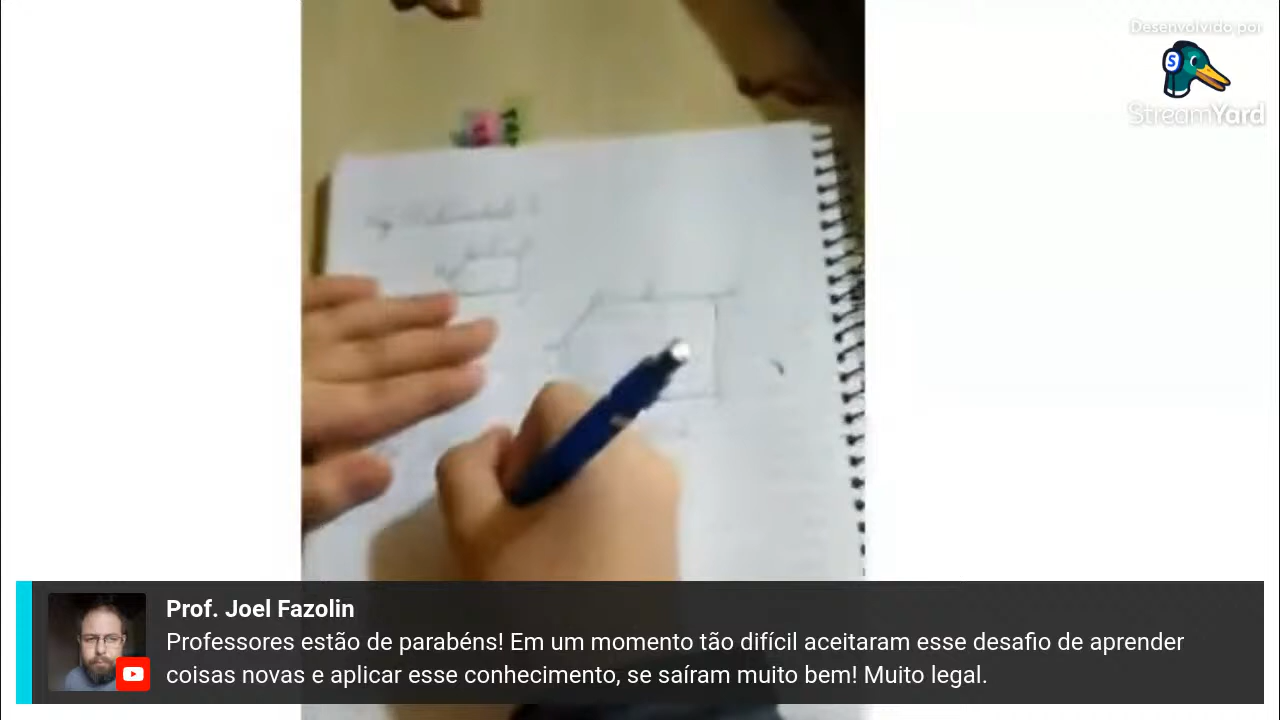 Desenvolvido por
S
StreamYard
Prof. Joel Fazolin
Professores estão de parabéns! Em um momento tão difícil aceitaram esse desafio de aprender
coisas novas e aplicar esse conhecimento, se saíram muito bem! Muito legal.